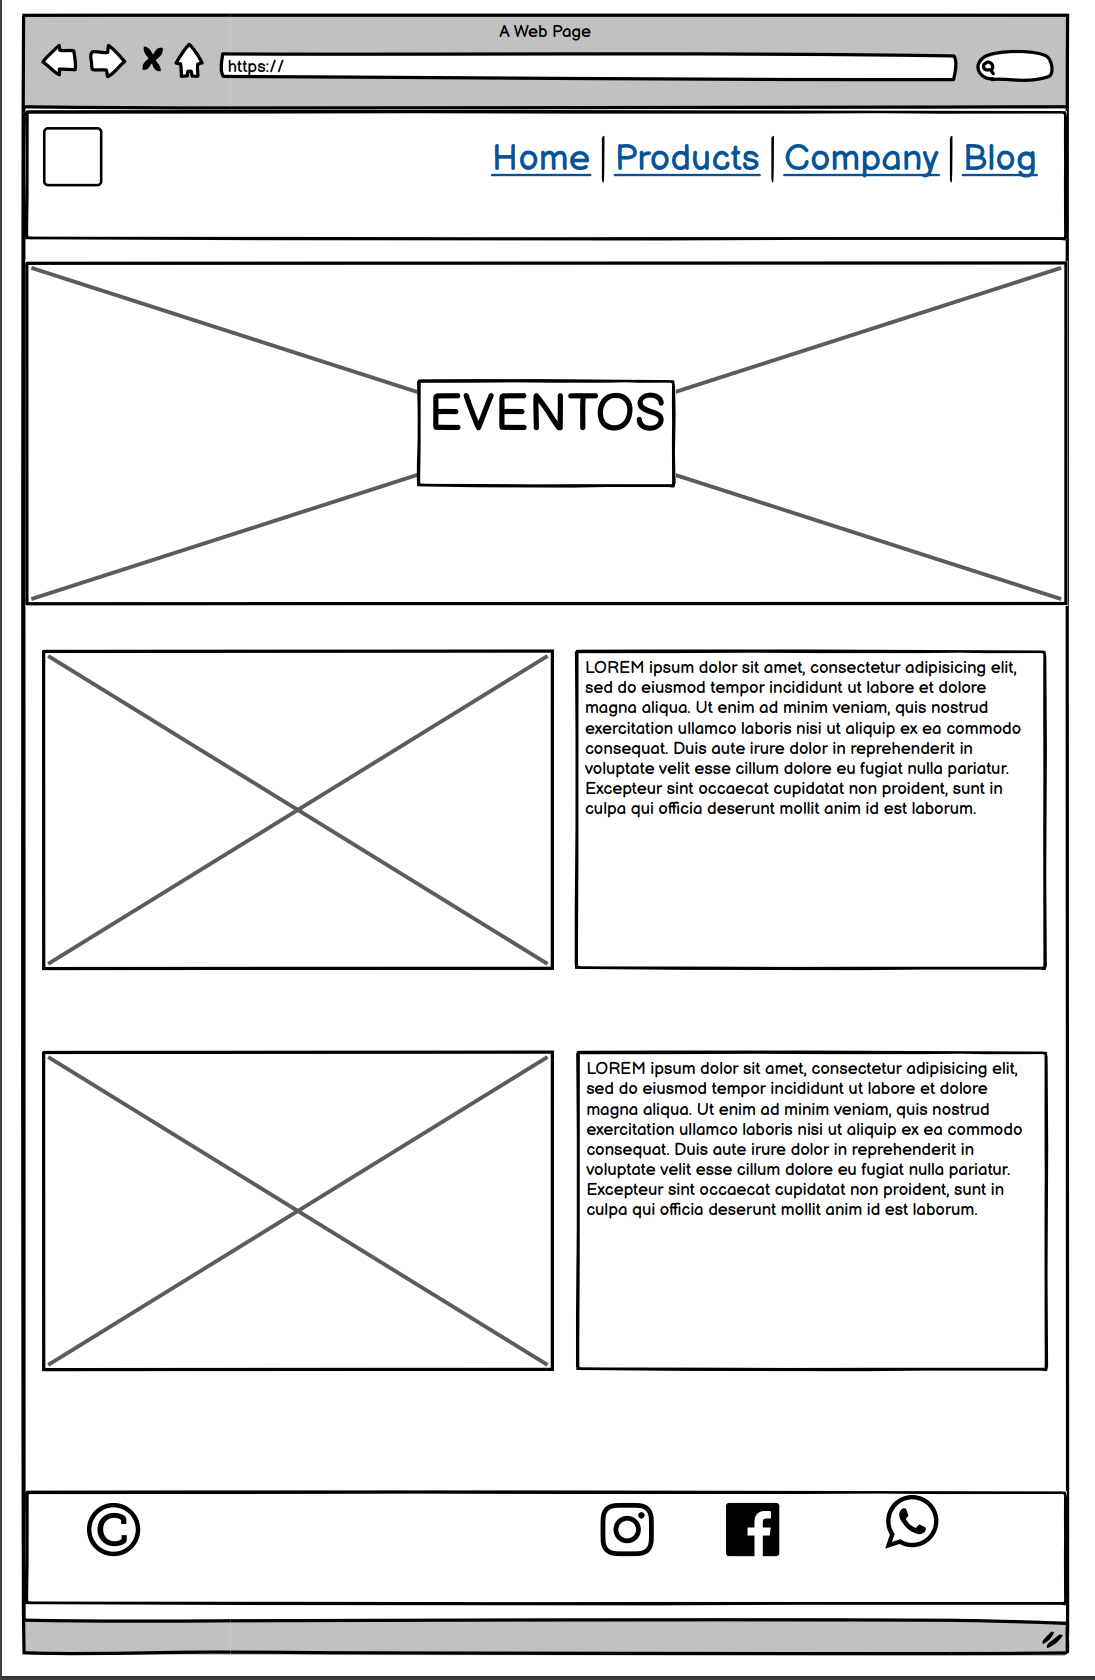 A Web Page
https://
Home | Products | Company | Blog
EVENTOS
LOREM ipsum dolor sit amet, consectetur adipisicing elit,
sed do eiusmod tempor incididunt ut labore et dolore
magna aliqua. Ut enim ad minim veniam, quis nostrud
exercitation ullamco laboris nisi ut aliquip ex ea commodo
consequat. Duis aute irure dolor in reprehenderit in
voluptate velit esse cillum dolore eu fugiat nulla pariatur.
Excepteur sint occaecat cupidatat non proident, sunt in
culpa qui officia deserunt mollit anim id est laborum.
LOREM ipsum dolor sit amet, consectetur adipisicing elit,
sed do eiusmod tempor incididunt ut labore et dolore
magna aliqua. Ut enim ad minim veniam, quis nostrud
exercitation ullamco laboris nisi ut aliquip ex ea commodo
consequat. Duis aute irure dolor in reprehenderit in
voluptate velit esse cillum dolore eu fugiat nulla pariatur.
Excepteur sint occaecat cupidatat non proident, sunt in
culpa qui officia deserunt mollit anim id est laborum.
©